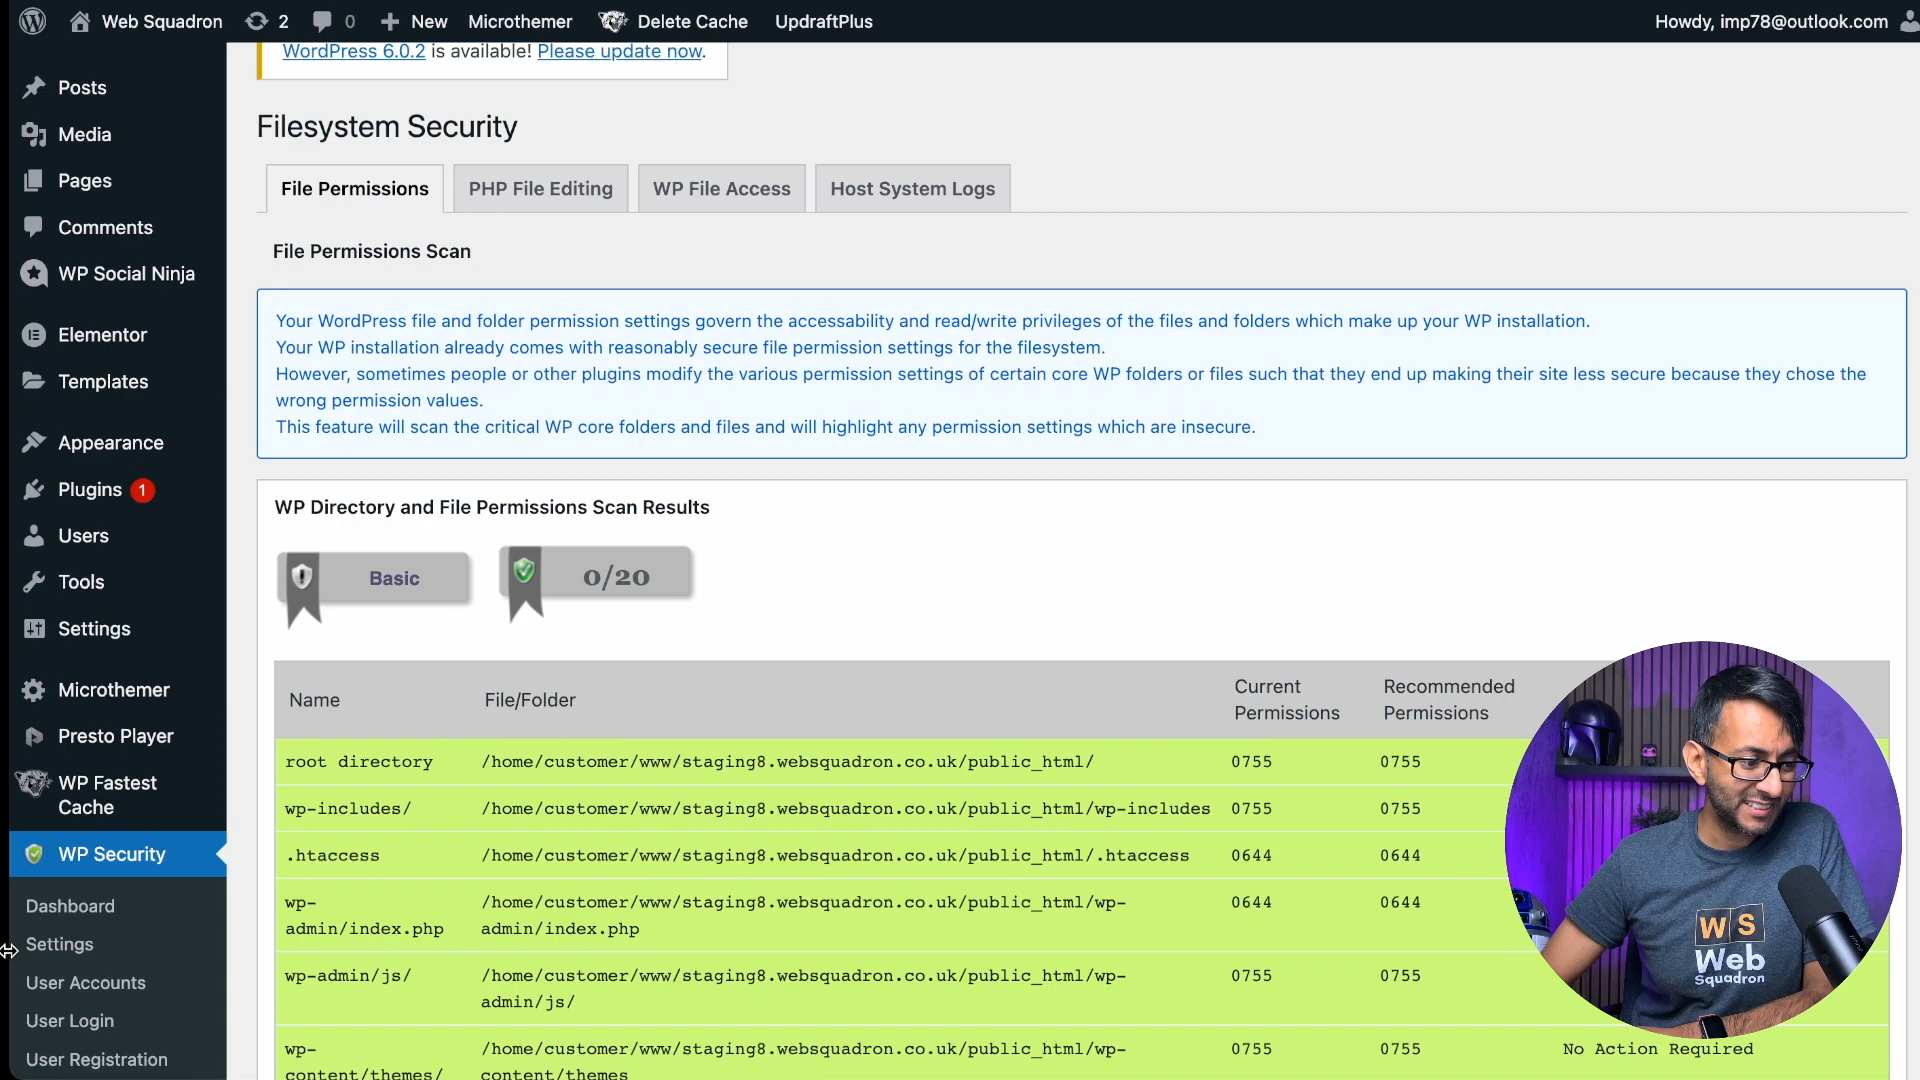 Web Squadron 2 0 New Microthemer Delete Cache UpdraftPlus Howdy, imp78@outlook.com
WordPress 6.0.2 is available! Please update now.
Posts
Media
Pages
Comments
WP Social Ninja
Elementor
Templates
Appearance
Plugins 1
Users
Tools
Settings
Microthemer
Presto Player
WP Fastest
Cache
WP Security
Dashboard
Settings
User Accounts
User Login
User Registration
Filesystem Security
File Permissions PHP File Editing WP File Access Host System Logs
File Permissions Scan
Your WordPress file and folder permission settings govern the accessability and read/write privileges of the files and folders which make up your WP installation.
Your WP installation already comes with reasonably secure file permission settings for the filesystem.
However, sometimes people or other plugins modify the various permission settings of certain core WP folders or files such that they end up making their site less secure because they chose the
wrong permission values.
This feature will scan the critical WP core folders and files and will highlight any permission settings which are insecure.
WP Directory and File Permissions Scan Results
Basic 0/20
Name File/Folder Current Permissions Recommended Permissions
root directory /home/customer/www/staging8.websquadron.co.uk/public_html/ 0755 0755
wp-includes/ /home/customer/www/staging8.websquadron.co.uk/public_html/wp-includes 0755 0755
.htaccess /home/customer/www/staging8.websquadron.co.uk/public_html/.htaccess 0644 0644
wp- /home/customer/www/staging8.websquadron.co.uk/public_html/wp- 0644 0644
admin/index.php admin/index.php
wp-admin/js/ /home/customer/www/staging8.websquadron.co.uk/public_html/wp- 0755 0755
admin/js/
wp- /home/customer/www/staging8.websquadron.co.uk/public_html/wp- 0755 0755 No Action Required
content/themes/ content/themes
WS
Web
Squadron